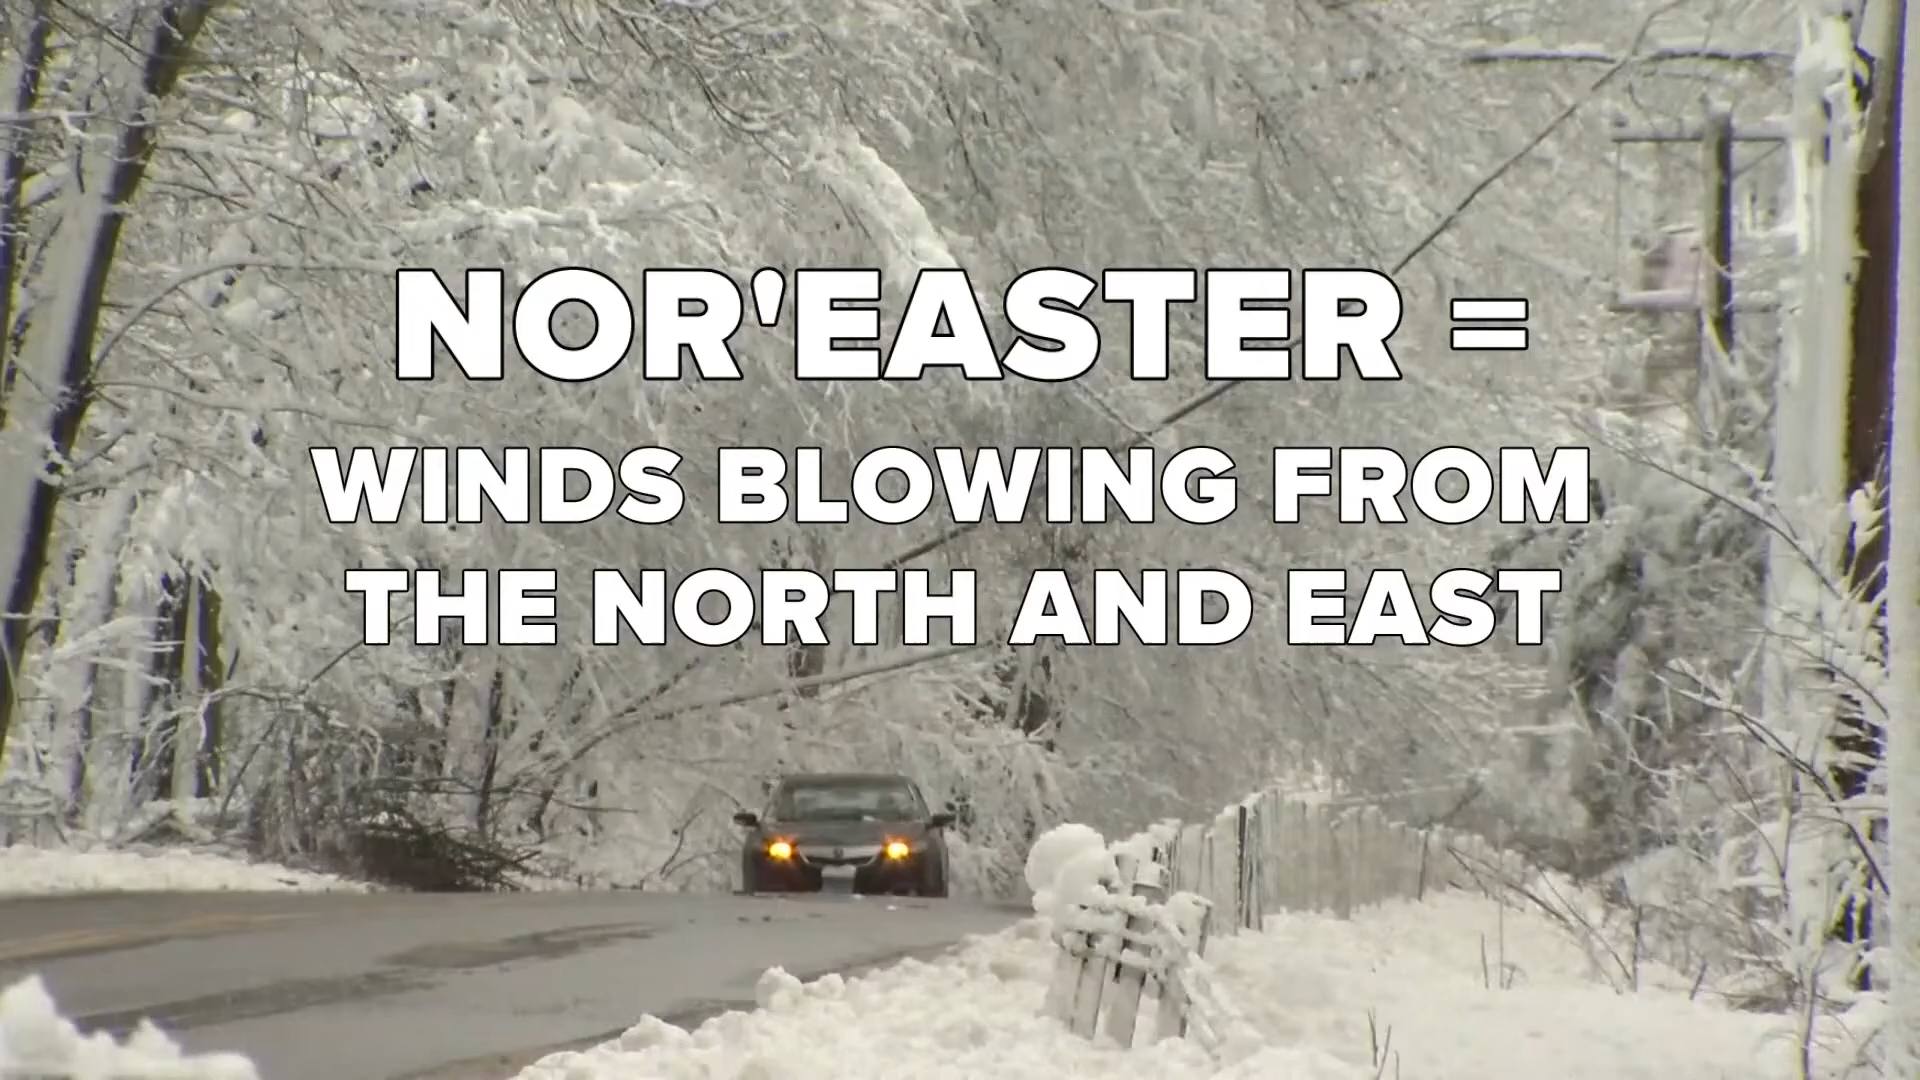 NOR'EASTER =
WINDS BLOWING FROM
THE NORTH AND EAST